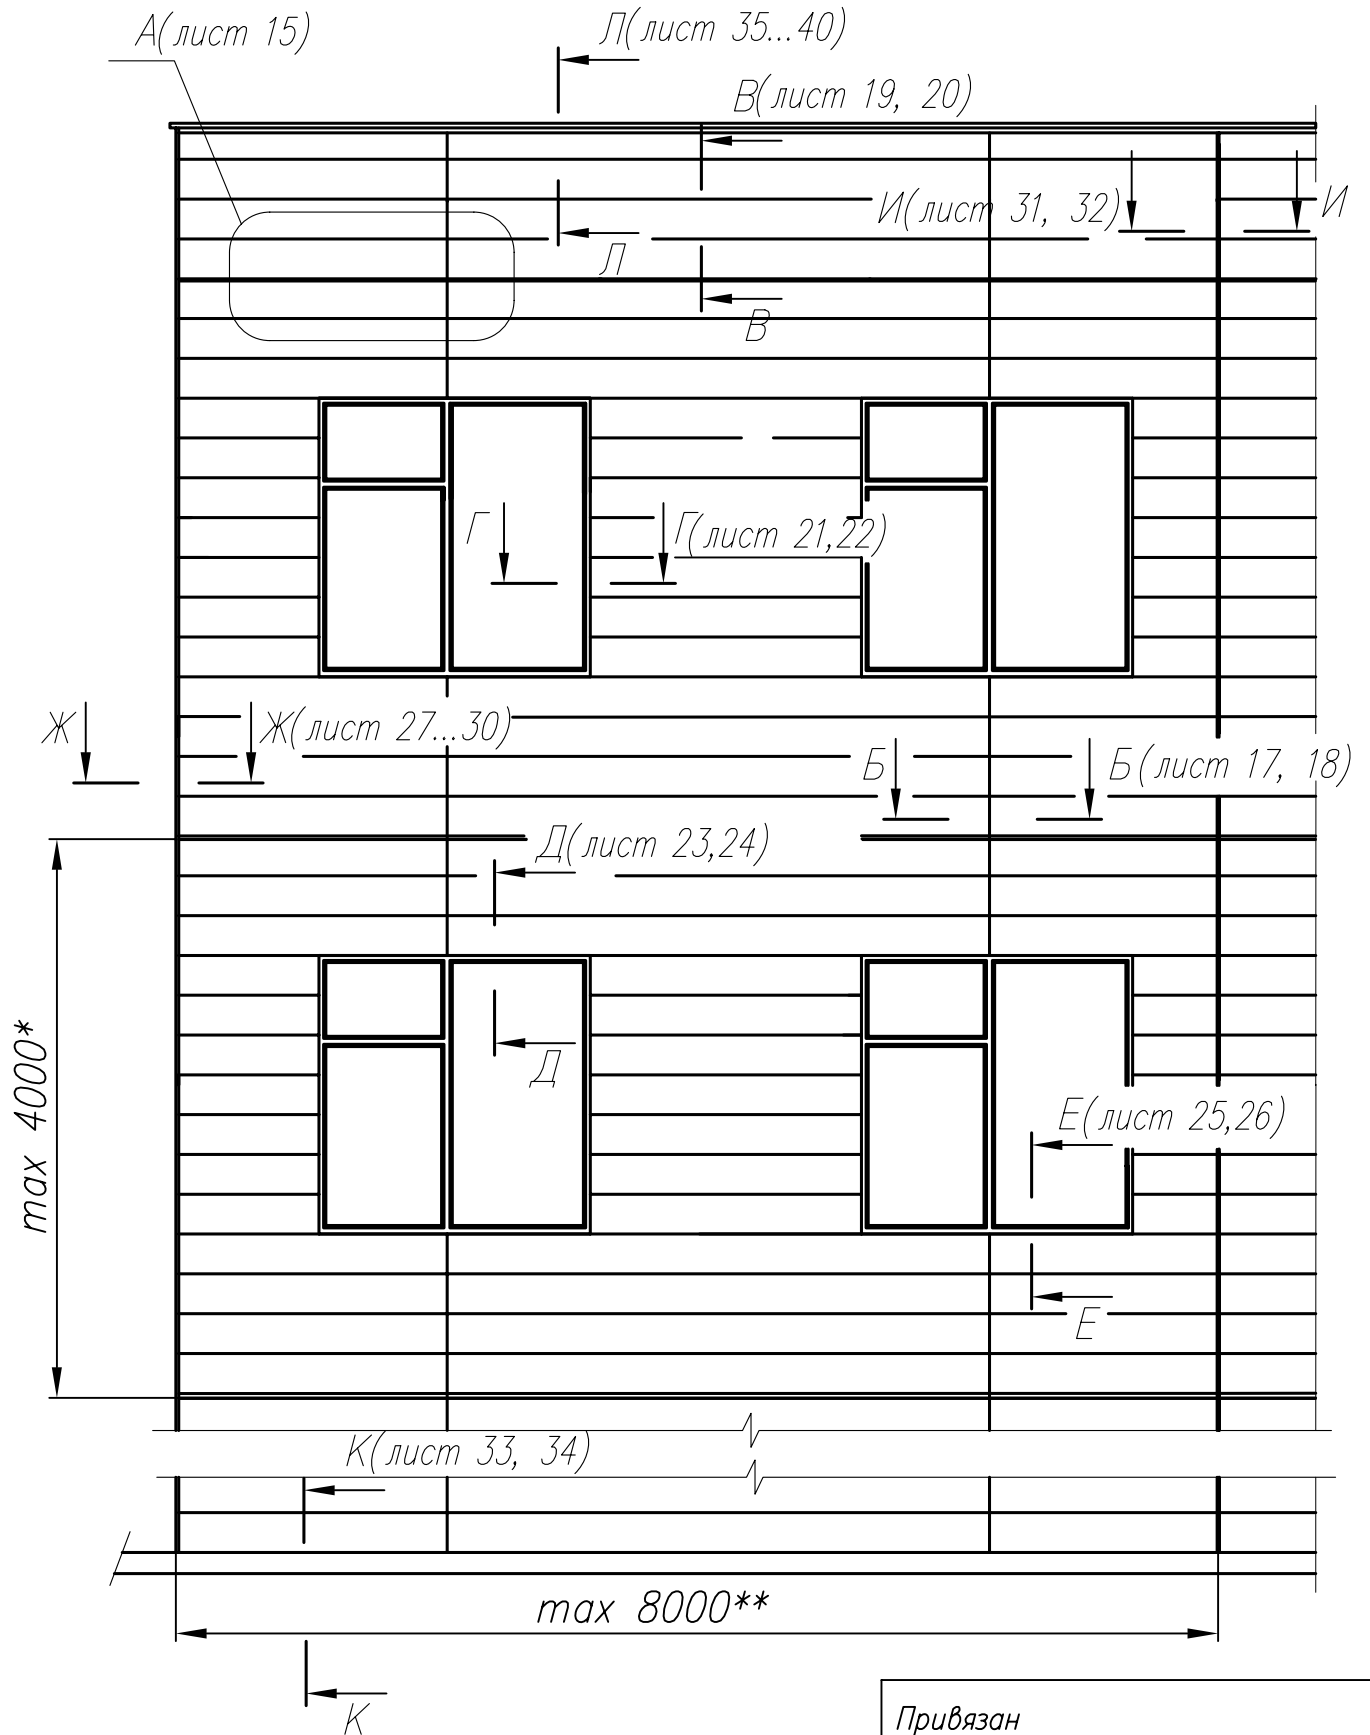 А(лист 15)
Л(лист 35...40)
В(лист 19, 20)
И(лист 31, 32)
И
Л
В
Г
Г(лист 21,22)
Ж
Ж(лист 27...30)
Б
Б(лист 17, 18)
Д(лист 23,24)
max 4000*
Д
Е(лист 25,26)
Е
К(лист 33, 34)
max 8000**
К
Привязан